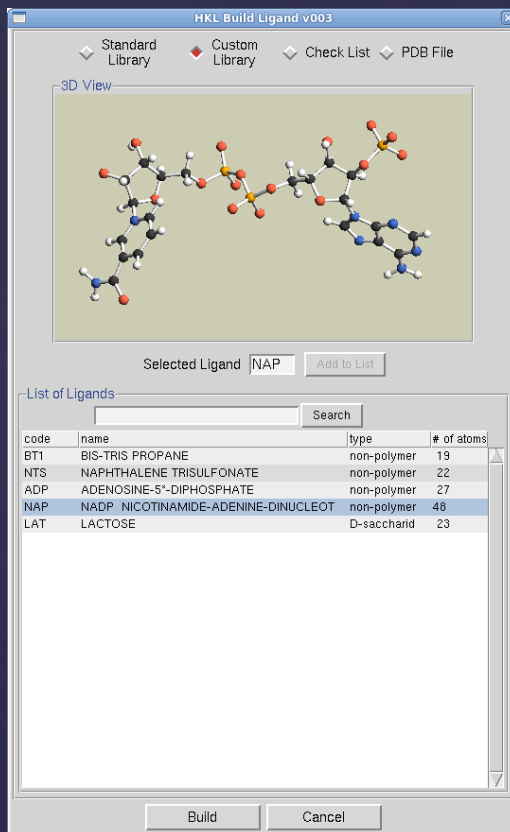 HKL Build Ligand v003
Standard Library
Custom Library
Check List
PDB File
3D View
Selected Ligand NAP Add to List
List of Ligands
Search
code name type # of atoms
BT1 BIS-TRIS PROPANE non-polymer 19
NTS NAPHTHALENE TRISULFONATE non-polymer 22
ADP ADENOSINE-5"-DIPHOSPHATE non-polymer 27
NAP NADP NICOTINAMIDE-ADENINE-DINUCLEOT non-polymer 48
LAT LACTOSE D-saccharid 23
Build Cancel